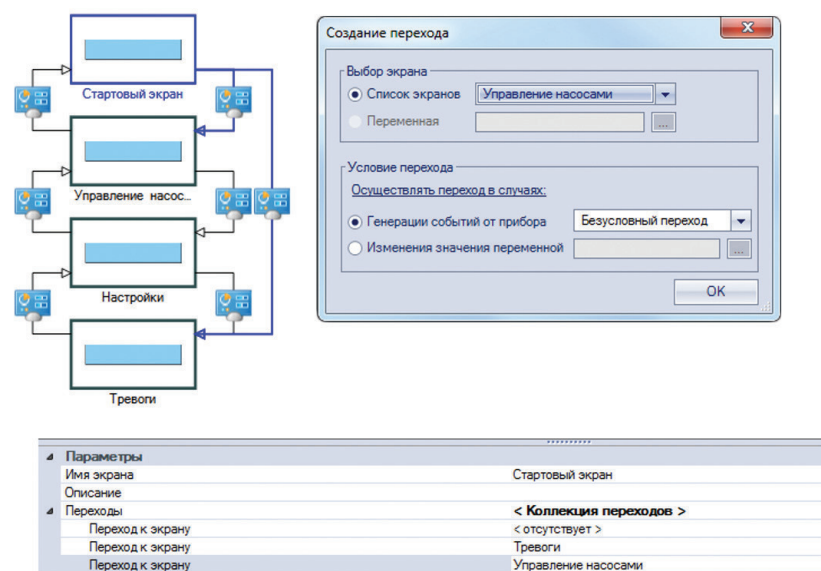 Стартовый экран
Управление насос...
Настройки
Тревоги
Создание перехода
Выбор экрана
Список экранов Управление насосами
Переменная ...
Условие перехода
Осуществлять переход в случаях:
Генерации событий от прибора Безусловный переход
Изменения значения переменной ...
OK
Параметры
Имя экрана Стартовый экран
Описание
Переходы < Коллекция переходов >
Переход к экрану < отсутствует >
Переход к экрану Тревоги
Переход к экрану Управление насосами